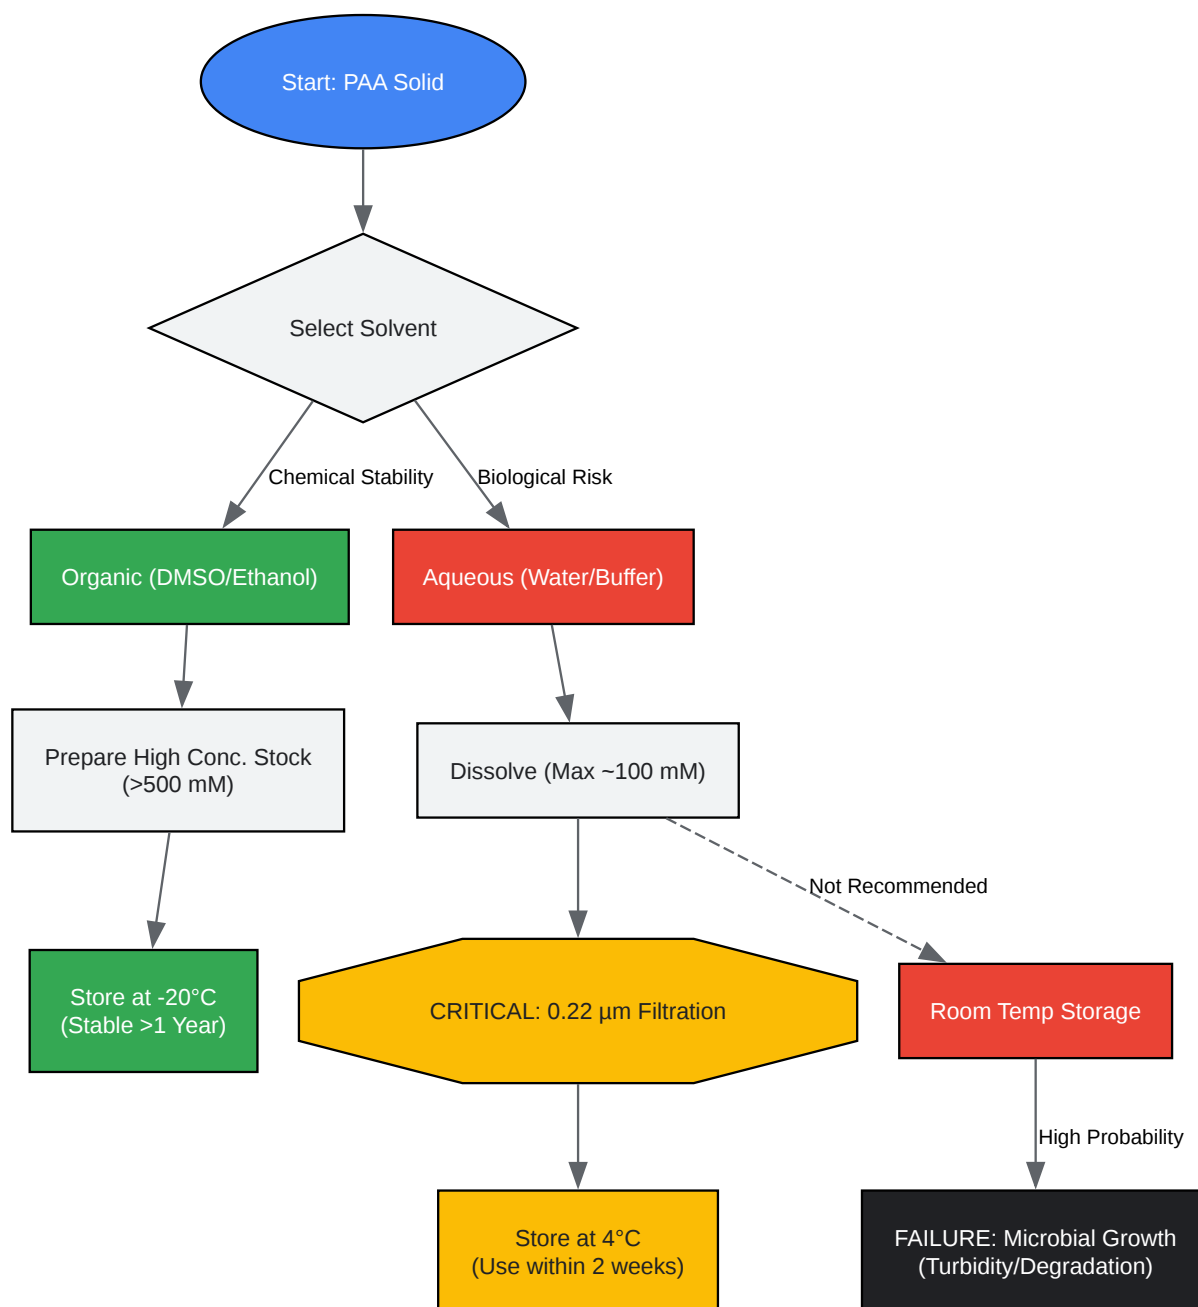 Start: PAA Solid
Select Solvent
Chemical Stability
Biological Risk
Organic (DMSO/Ethanol)
Aqueous (Water/Buffer)
Prepare High Conc. Stock
(>500 mM)
Dissolve (Max ~100 mM)
Not Recommended
Store at -20°C
(Stable >1 Year)
CRITICAL: 0.22 µm Filtration
Room Temp Storage
High Probability
Store at 4°C
(Use within 2 weeks)
FAILURE: Microbial Growth
(Turbidity/Degradation)